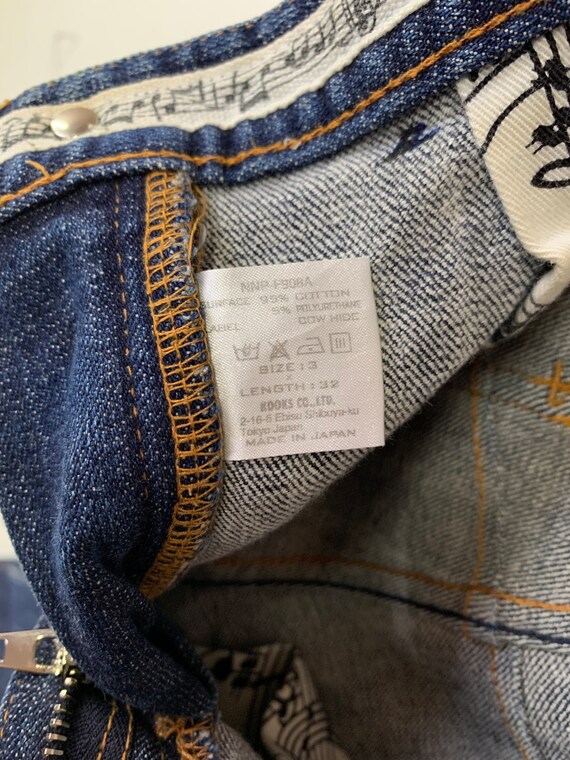 NNP-F908A
SURFACE 95% COTTON
5% POLYURETHANE
LABEL COW HIDE
SIZE : 3
×
LENGTH : 32
KOOKS CO., LTD.
2-16-6 Ebisu Shibuya-ku
Tokyo Japan
MADE IN JAPAN